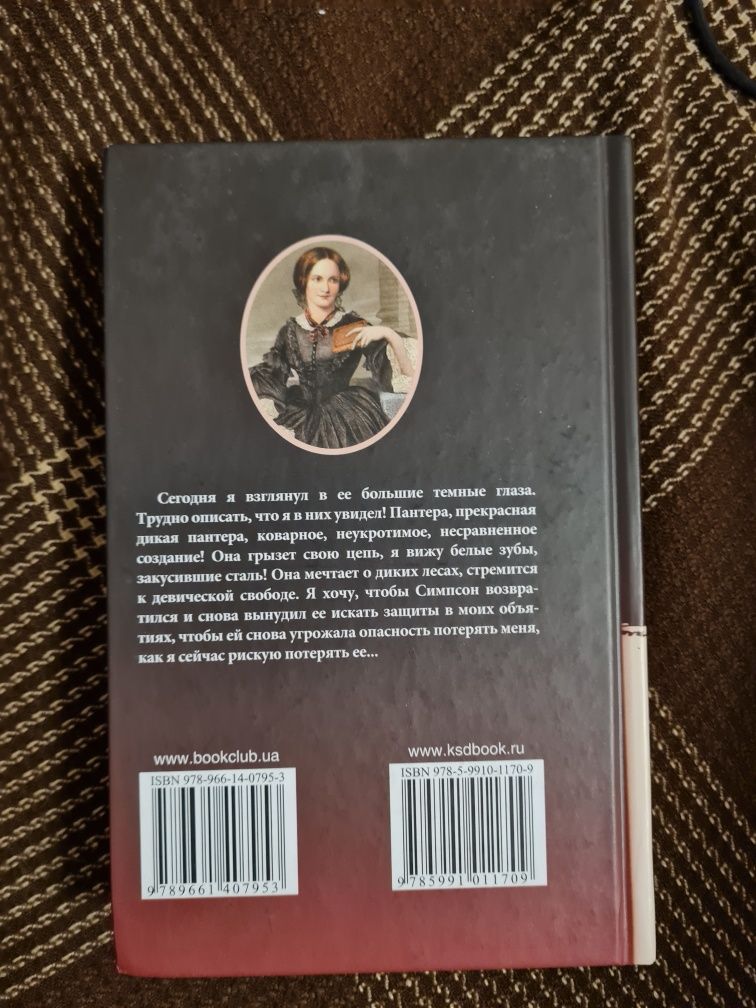 Сегодня я взглянул в ее большие темные глаза.
Трудно описать, что я в них увидел! Пантера, прекрасная
дикая пантера, коварное, неукротимое, несравненное
создание! Она грызет свою цепь, я вижу белые зубы,
закусившие сталь! Она мечтает о диких лесах, стремится
к девической свободе. Я хочу, чтобы Симпсон возвра-
тился и снова вынудил ее искать защиты в моих объя-
тиях, чтобы ей снова угрожала опасность потерять меня,
как я сейчас рискую потерять ее...
www.bookclub.ua
ISBN 978-966-14-0795-3
9 789661 407953
www.ksdbook.ru
ISBN 978-5-9910-1170-9
9 785991 011709